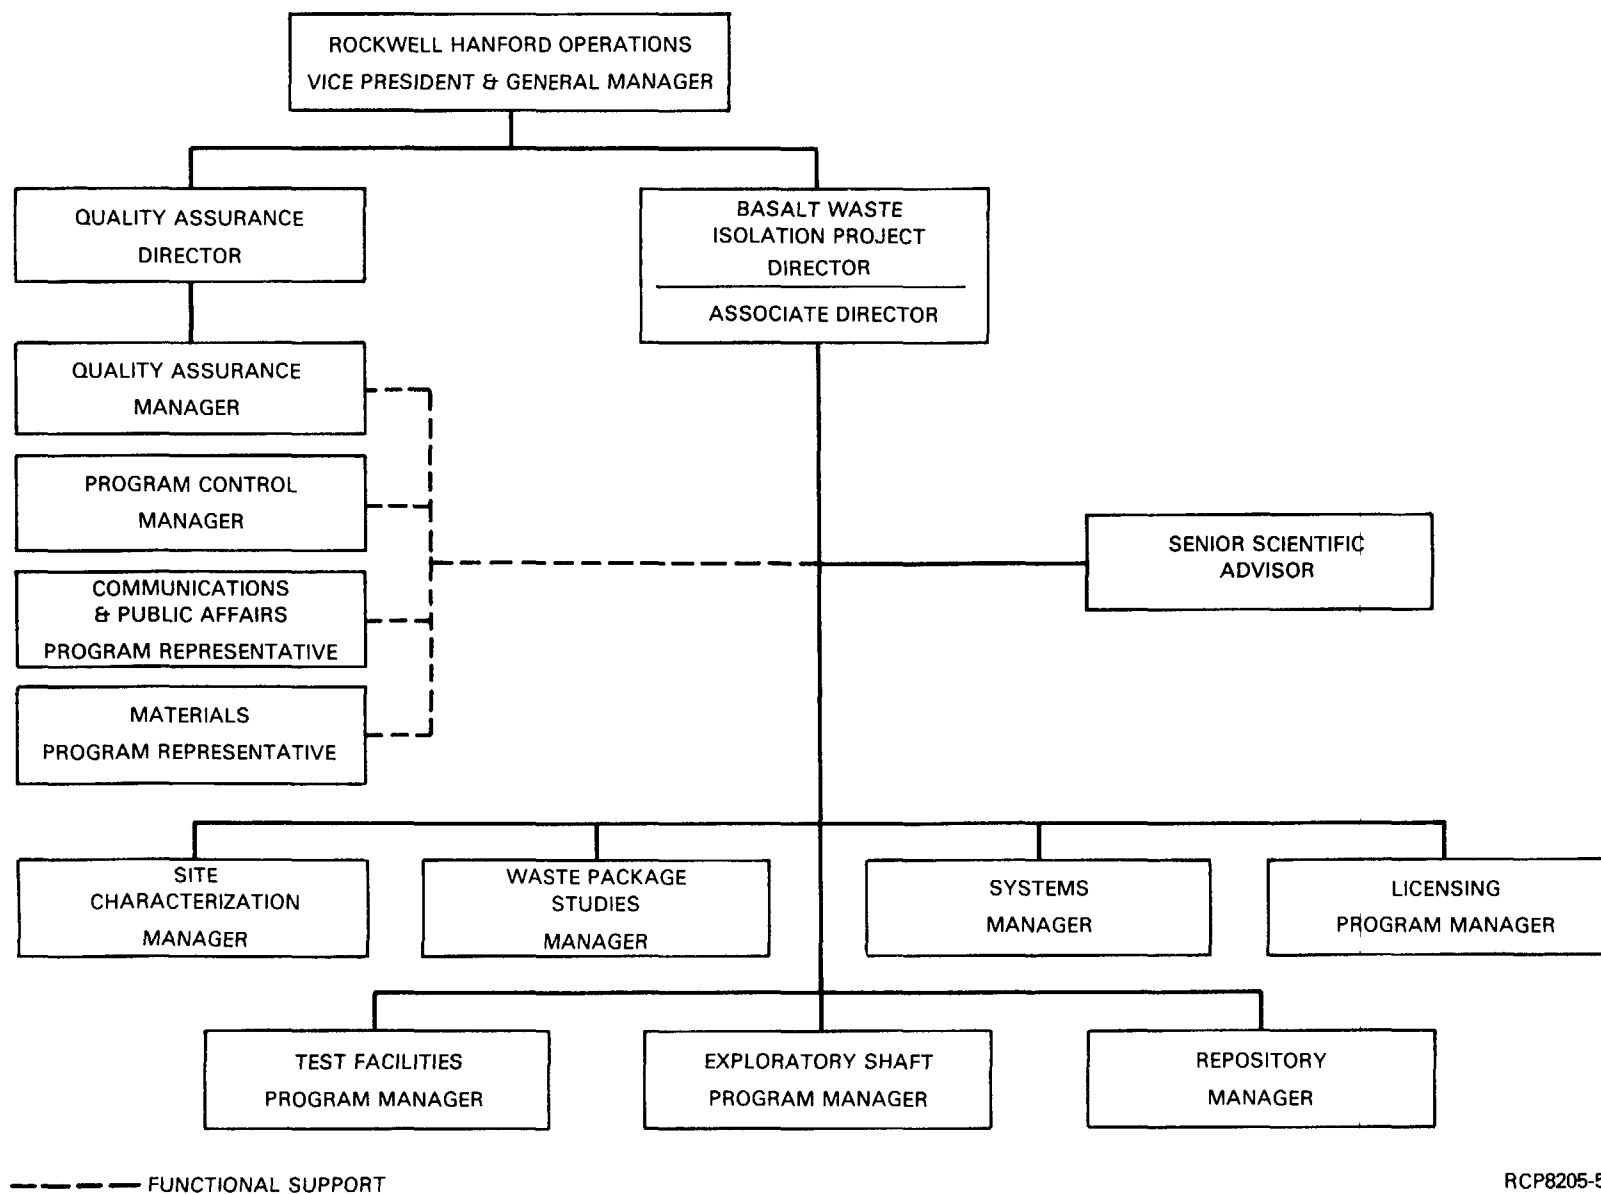 ROCKWELL HANFORD OPERATIONS
VICE PRESIDENT & GENERAL MANAGER
QUALITY ASSURANCE
DIRECTOR
BASALT WASTE
ISOLATION PROJECT
DIRECTOR
ASSOCIATE DIRECTOR
QUALITY ASSURANCE
MANAGER
PROGRAM CONTROL
MANAGER
COMMUNICATIONS
& PUBLIC AFFAIRS
PROGRAM REPRESENTATIVE
MATERIALS
PROGRAM REPRESENTATIVE
SENIOR SCIENTIFIC
ADVISOR
SITE
CHARACTERIZATION
MANAGER
WASTE PACKAGE
STUDIES
MANAGER
SYSTEMS
MANAGER
LICENSING
PROGRAM MANAGER
TEST FACILITIES
PROGRAM MANAGER
EXPLORATORY SHAFT
PROGRAM MANAGER
REPOSITORY
MANAGER
FUNCTIONAL SUPPORT
RCP8205-5